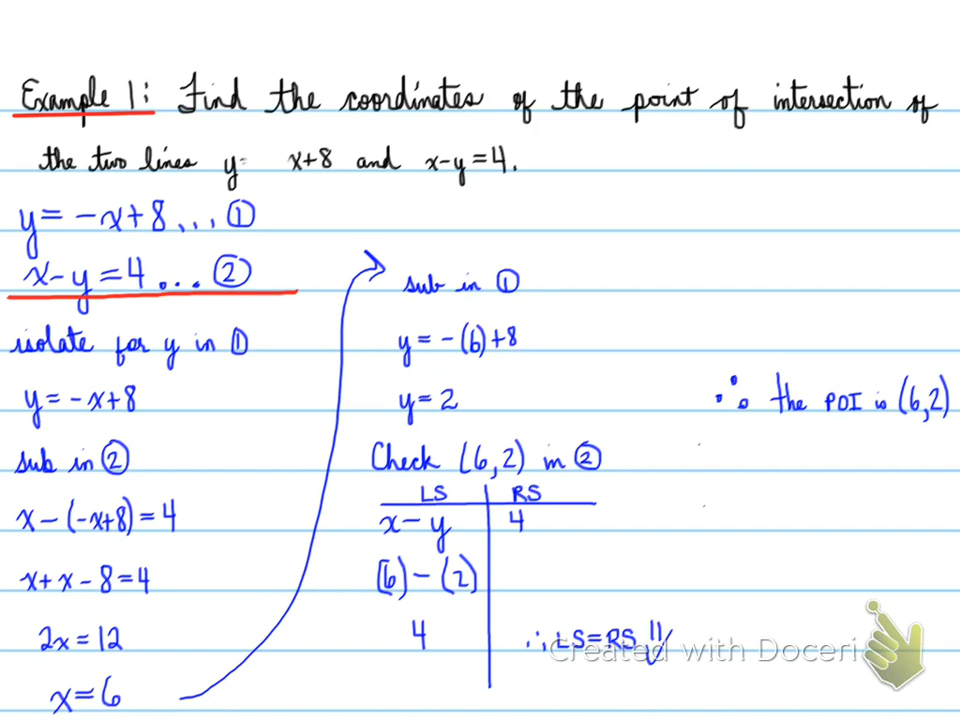 Example 1: Find the coordinates of the point of intersection of
the two lines y= x+8 and x-y=4.
y=-x+8...①
x-y=4...②
isolate for y in ①
y=-x+8
sub in ②
x-(-x+8)=4
x+x-8=4
2x=12
x=6
sub in ①
y=-(6)+8
y=2
Check (6,2) in ②
LS RS
x-y 4
(6)-(2)
4 ∴LS=RS!!
∴ the POI is (6,2)
Created with Doceri